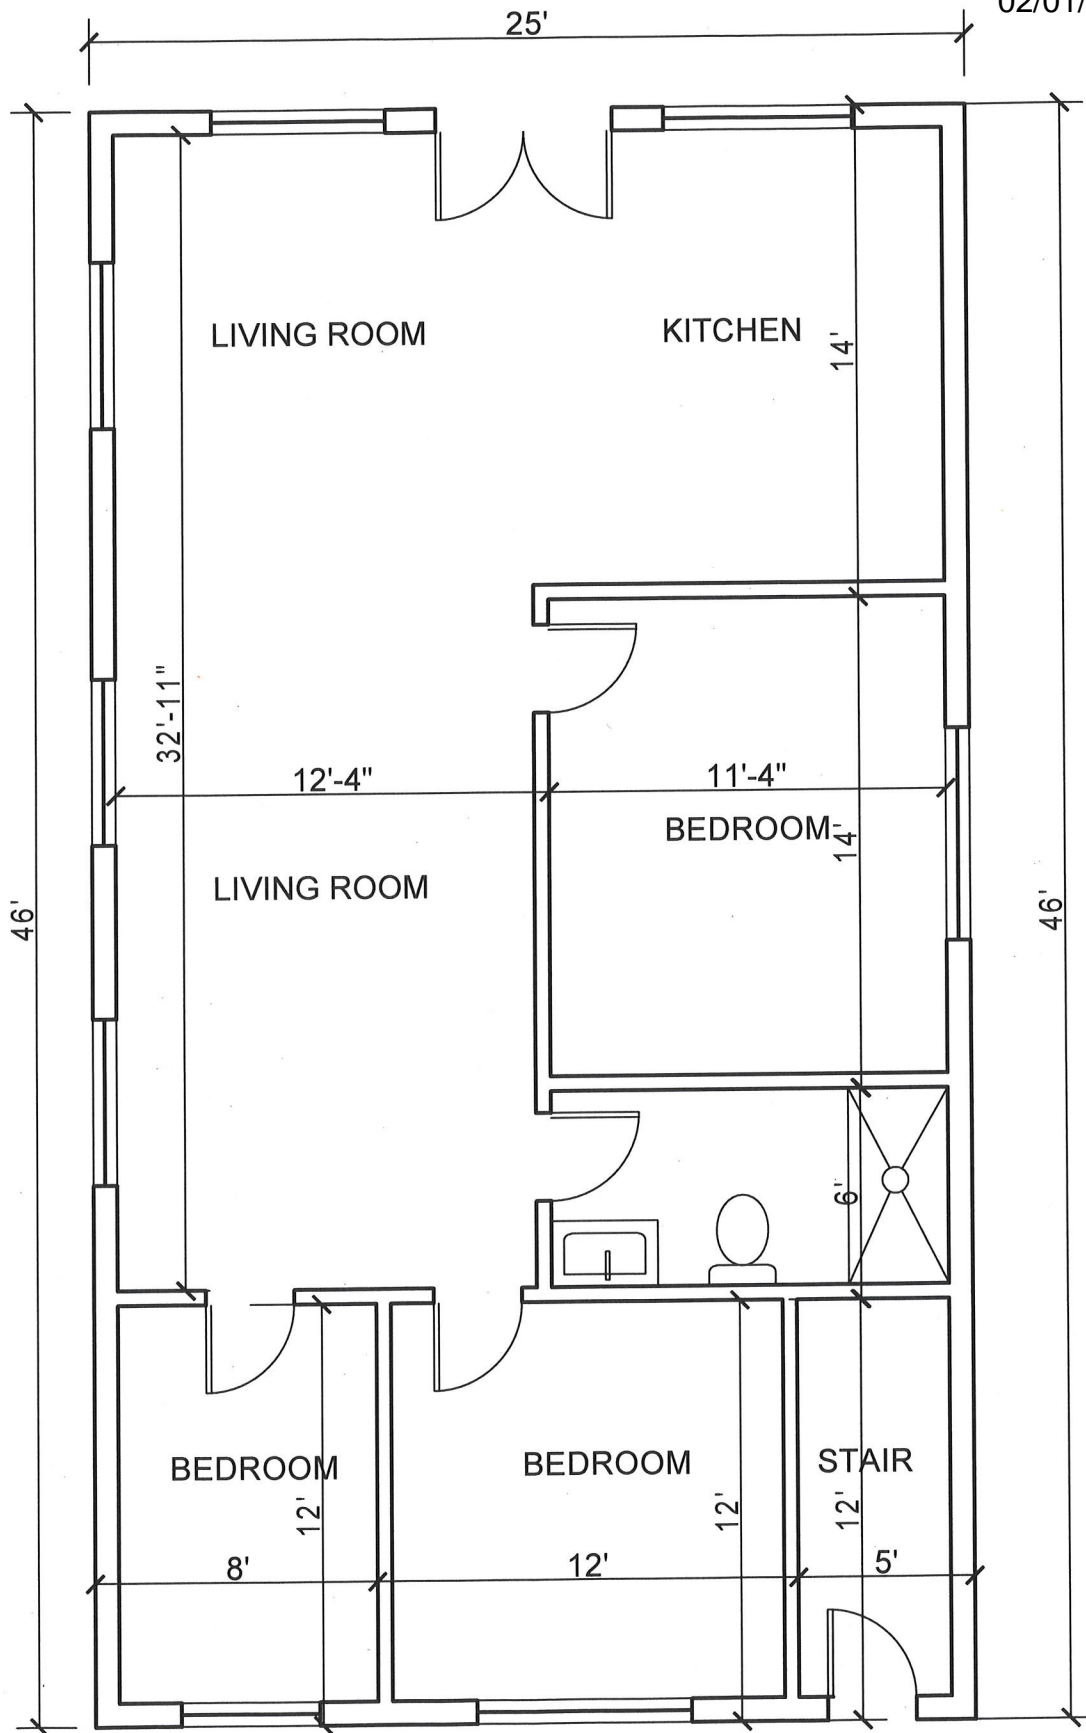 02/01/
25'
LIVING ROOM
KITCHEN
14'
32'-11"
12'-4"
11'-4"
BEDROOM
14'
LIVING ROOM
46'
46'
6'
BEDROOM
BEDROOM
STAIR
12'
12'
12'
8'
12'
5'